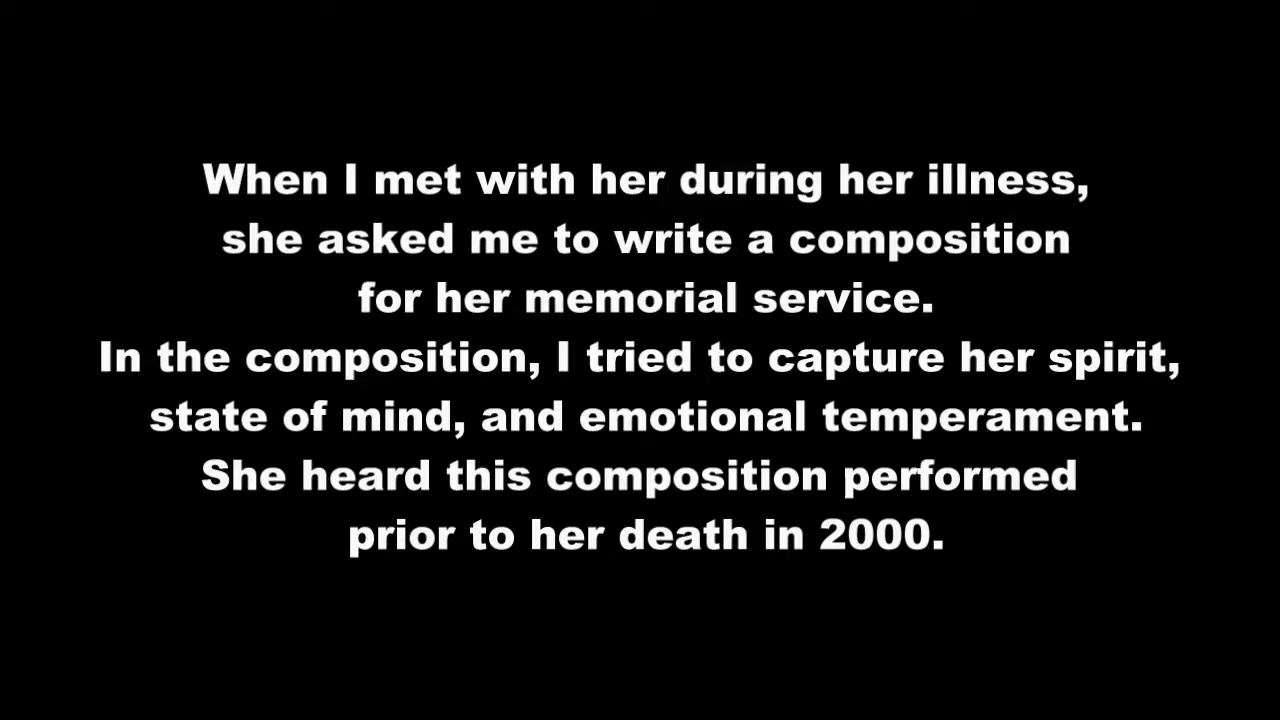 When I met with her during her illness,
she asked me to write a composition
for her memorial service.
In the composition, I tried to capture her spirit,
state of mind, and emotional temperament.
She heard this composition performed
prior to her death in 2000.